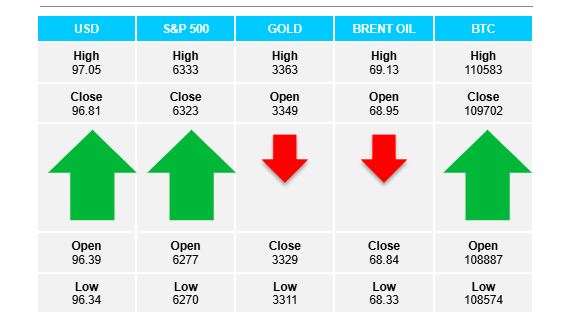 USD S&P 500 GOLD BRENT OIL BTC
High High High High High
97.05 6333 3363 69.13 110583
Close Close Open Open Close
96.81 6323 3349 68.95 109702
Open Open Close Close Open
96.39 6277 3329 68.84 108887
Low Low Low Low Low
96.34 6270 3311 68.33 108574